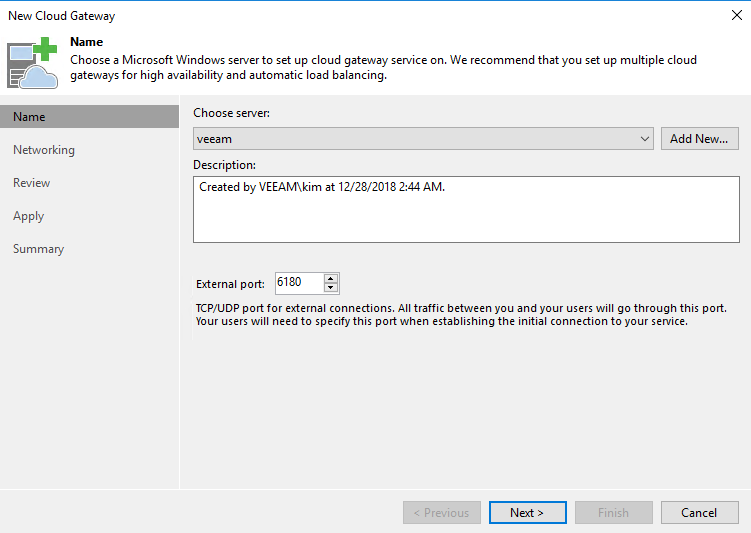 New Cloud Gateway
Name
Choose a Microsoft Windows server to set up cloud gateway service on. We recommend that you set up multiple cloud
gateways for high availability and automatic load balancing.
Name
Networking
Review
Apply
Summary
Choose server:
veeam
Add New...
Description:
Created by VEEAM\kim at 12/28/2018 2:44 AM.
External port:
6180
TCP/UDP port for external connections. All traffic between you and your users will go through this port.
Your users will need to specify this port when establishing the initial connection to your service.
< Previous
Next >
Finish
Cancel